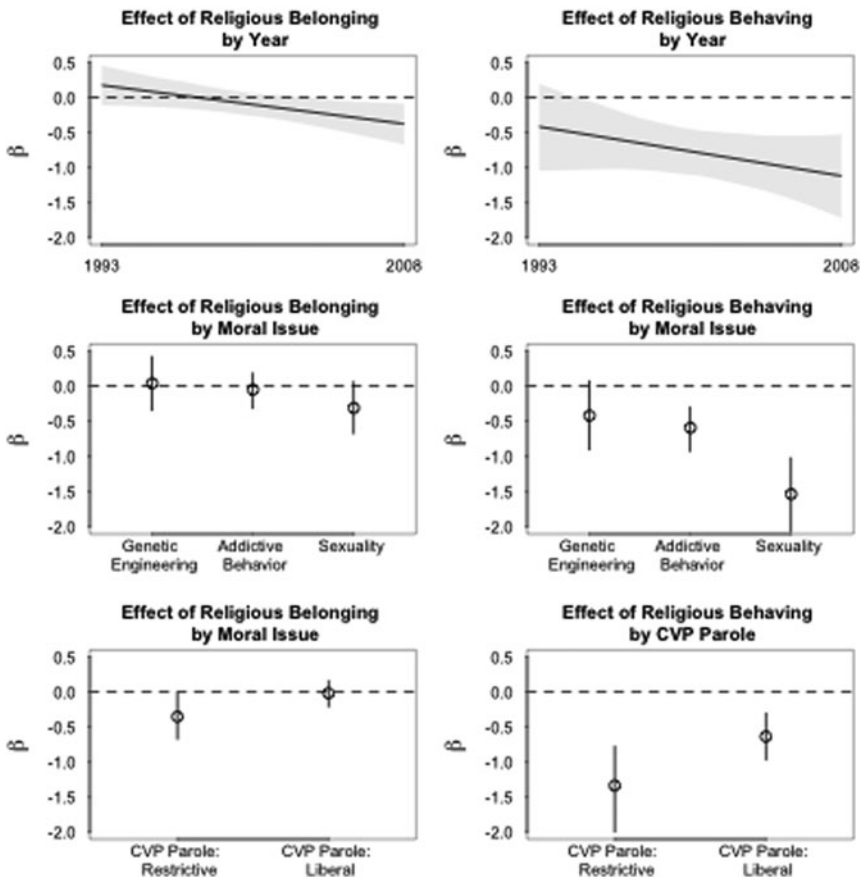 Effect of Religious Belonging
by Year
0.5
0.0
-0.5
-1.0
-1.5
-2.0
β
1993
2008
Effect of Religious Behaving
by Year
0.5
0.0
-0.5
-1.0
-1.5
-2.0
β
1993
2008
Effect of Religious Belonging
by Moral Issue
0.5
0.0
-0.5
-1.0
-1.5
-2.0
β
Genetic
Engineering
Addictive
Behavior
Sexuality
Effect of Religious Behaving
by Moral Issue
0.5
0.0
-0.5
-1.0
-1.5
-2.0
β
Genetic
Engineering
Addictive
Behavior
Sexuality
Effect of Religious Belonging
by Moral Issue
0.5
0.0
-0.5
-1.0
-1.5
-2.0
β
CVP Parole:
Restrictive
CVP Parole:
Liberal
Effect of Religious Behaving
by CVP Parole
0.5
0.0
-0.5
-1.0
-1.5
-2.0
β
CVP Parole:
Restrictive
CVP Parole:
Liberal